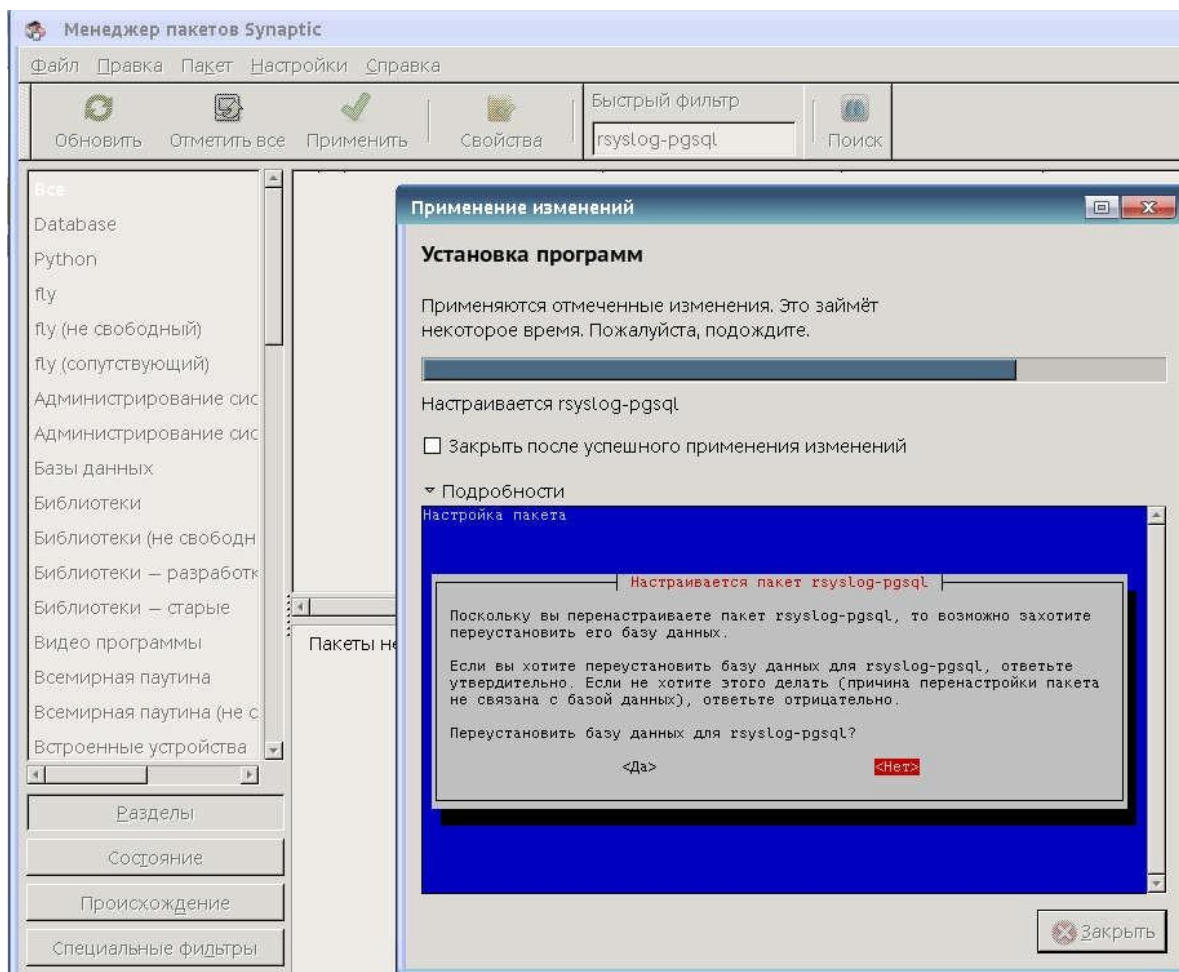 Менеджер пакетов Synaptic
Файл Правка Пакет Настройки Справка
Обновить Отметить все Применить Свойства
Быстрый фильтр
rsyslog-pgsql
Поиск
Все
Database
Python
fly
fly (не свободный)
fly (сопутствующий)
Администрирование сис
Администрирование сис
Базы данных
Библиотеки
Библиотеки (не свободн
Библиотеки — разработк
Библиотеки — старые
Видео программы
Всемирная паутина
Всемирная паутина (не с
Встроенные устройства
Разделы
Состояние
Происхождение
Специальные фильтры
Пакеты не
Применение изменений
Установка программ
Применяются отмеченные изменения. Это займёт
некоторое время. Пожалуйста, подождите.
Настраивается rsyslog-pgsql
Закрыть после успешного применения изменений
Подробности
Настройка пакета
Настраивается пакет rsyslog-pgsql
Поскольку вы перенастраиваете пакет rsyslog-pgsql, то возможно захотите
переустановить его базу данных.
Если вы хотите переустановить базу данных для rsyslog-pgsql, ответьте
утвердительно. Если не хотите этого делать (причина перенастройки пакета
не связана с базой данных), ответьте отрицательно.
Переустановить базу данных для rsyslog-pgsql?
<Да> <Нет>
Закрыть